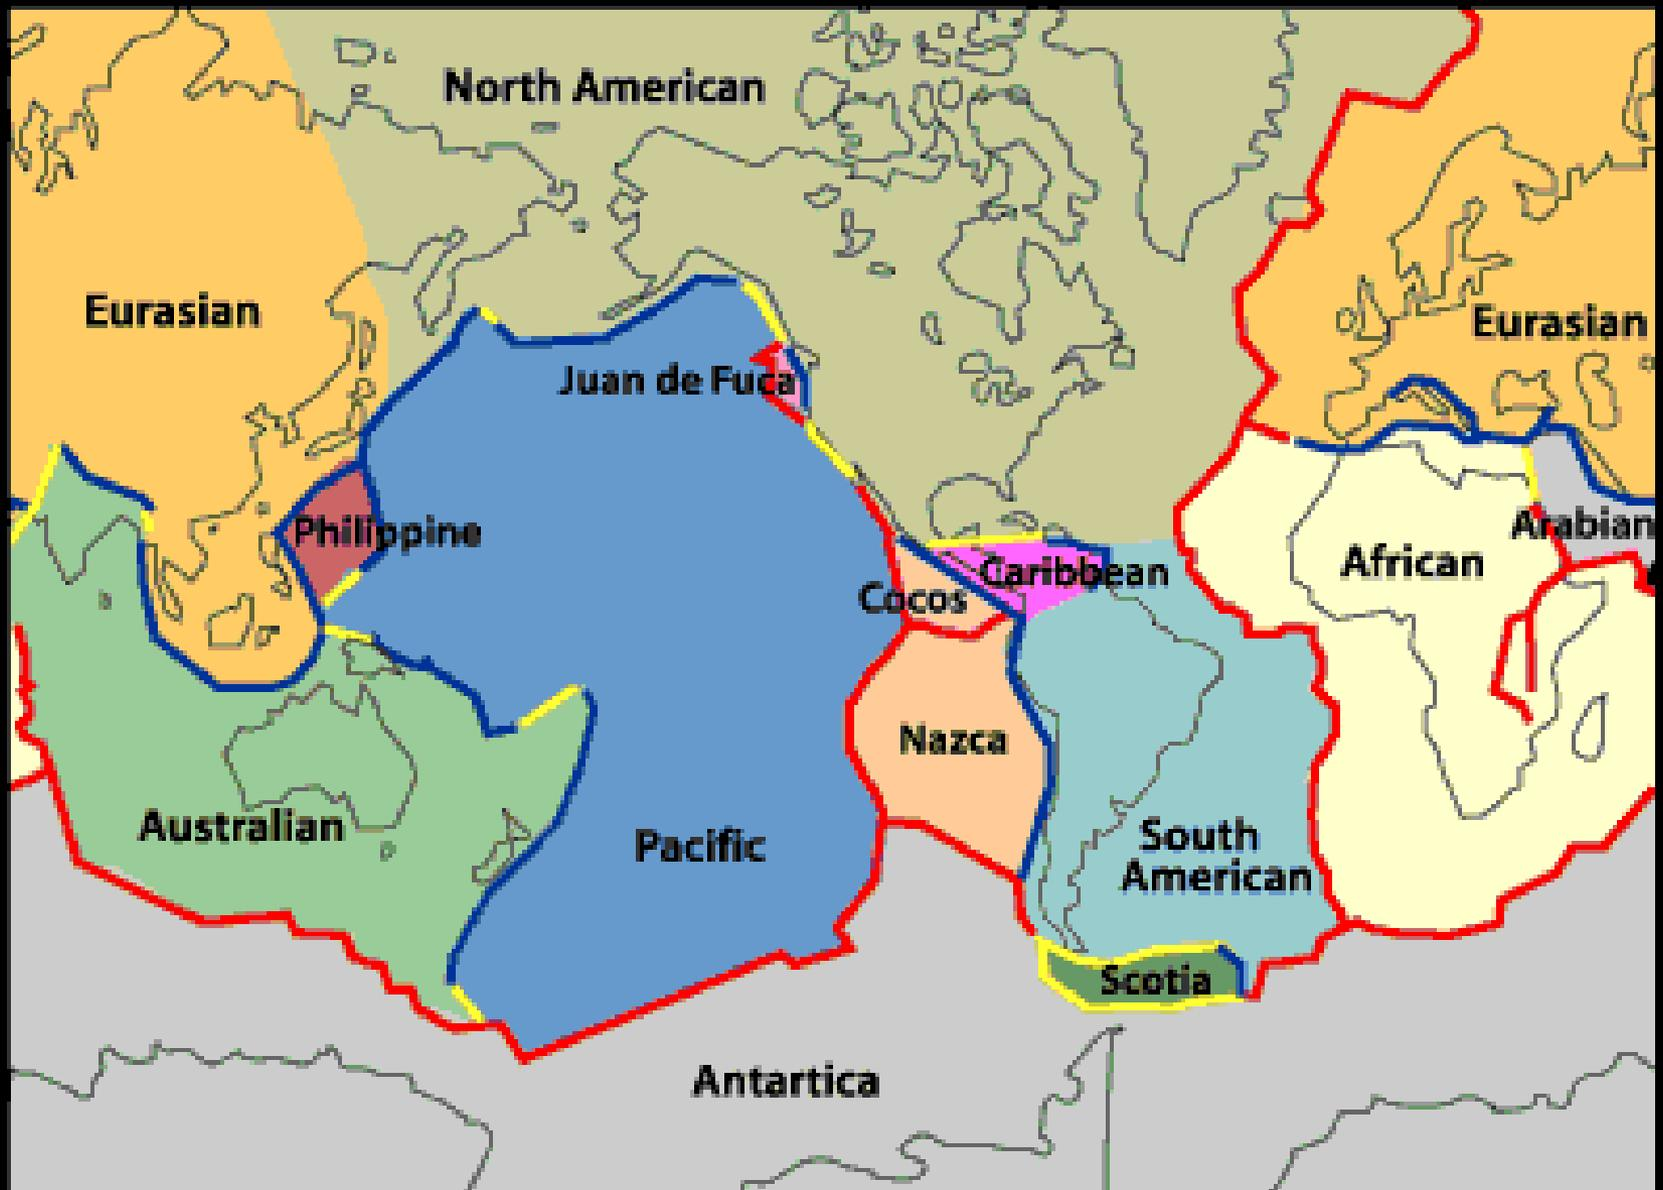 North American
Eurasian
Eurasian
Juan de Fuca
Philippine
Arabian
African
Caribbean
Cocos
Nazca
Australian
Pacific
South
American
Scotia
Antartica